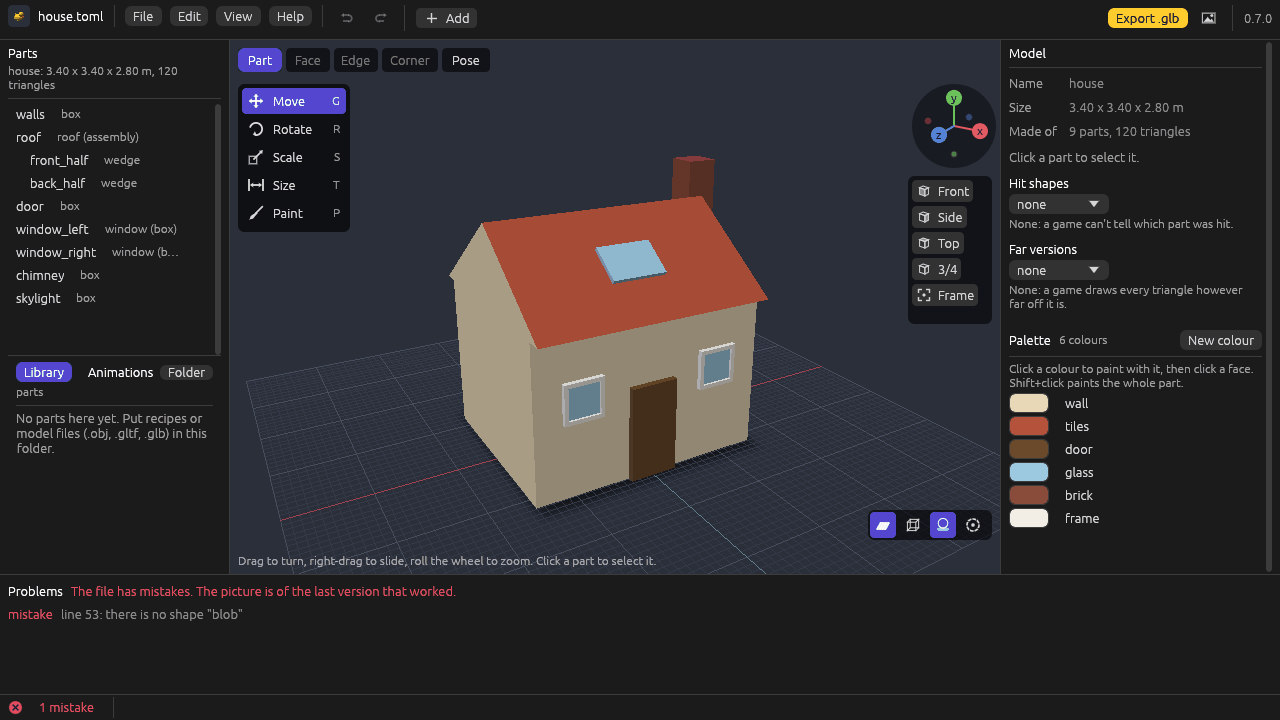 house.toml File Edit View Help Add Export .glb 0.7.0
Parts
house: 3.40 x 3.40 x 2.80 m, 120
triangles
walls box
roof roof (assembly)
front_half wedge
back_half wedge
door box
window_left window (box)
window_right window (b...
chimney box
skylight box
Library Animations Folder
parts
No parts here yet. Put recipes or
model files (.obj, .gltf, .glb) in this
folder.
Part Face Edge Corner Pose
Move G
Rotate R
Scale S
Size T
Paint P
y
x
z
Front
Side
Top
3/4
Frame
Drag to turn, right-drag to slide, roll the wheel to zoom. Click a part to select it.
Model
Name house
Size 3.40 x 3.40 x 2.80 m
Made of 9 parts, 120 triangles
Click a part to select it.
Hit shapes
none
None: a game can't tell which part was hit.
Far versions
none
None: a game draws every triangle however
far off it is.
Palette 6 colours New colour
Click a colour to paint with it, then click a face.
Shift+click paints the whole part.
wall
tiles
door
glass
brick
frame
Problems The file has mistakes. The picture is of the last version that worked.
mistake line 53: there is no shape "blob"
1 mistake